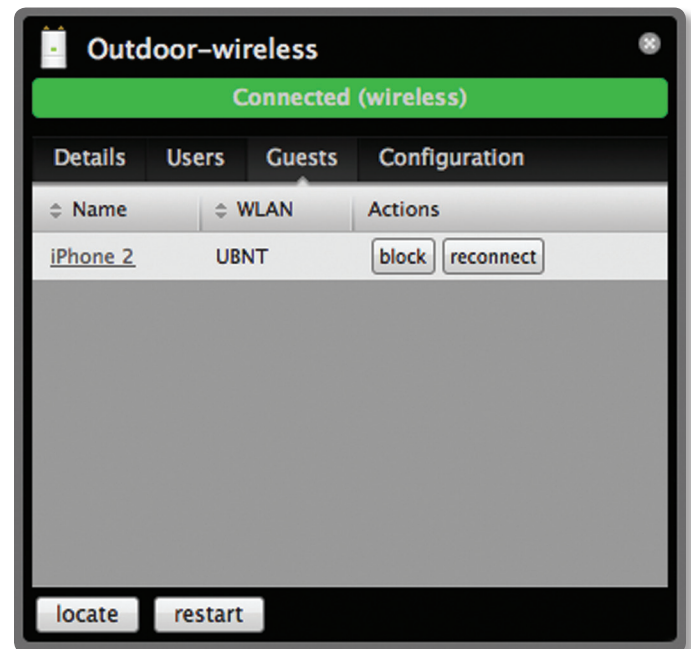 Outdoor-wireless
Connected (wireless)
Details Users Guests Configuration
Name WLAN Actions
iPhone 2 UBNT block reconnect
locate restart